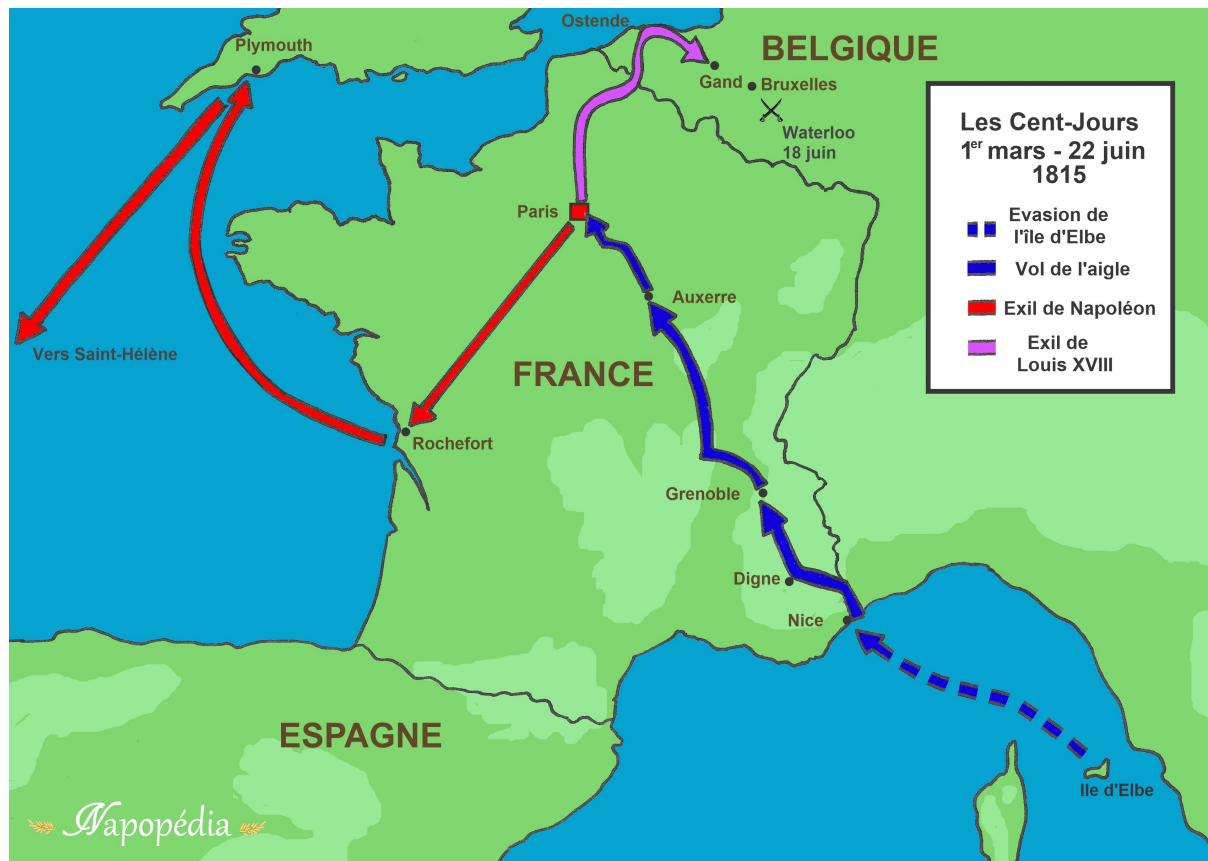 Ostende
Plymouth
BELGIQUE
Gand
Bruxelles
Waterloo
18 juin
Les Cent-Jours
1er mars - 22 juin
1815
Evasion de
l'île d'Elbe
Vol de l'aigle
Exil de Napoléon
Exil de
Louis XVIII
Paris
Auxerre
Vers Saint-Hélène
FRANCE
Rochefort
Grenoble
Digne
Nice
ESPAGNE
Ile d'Elbe
Napopédia